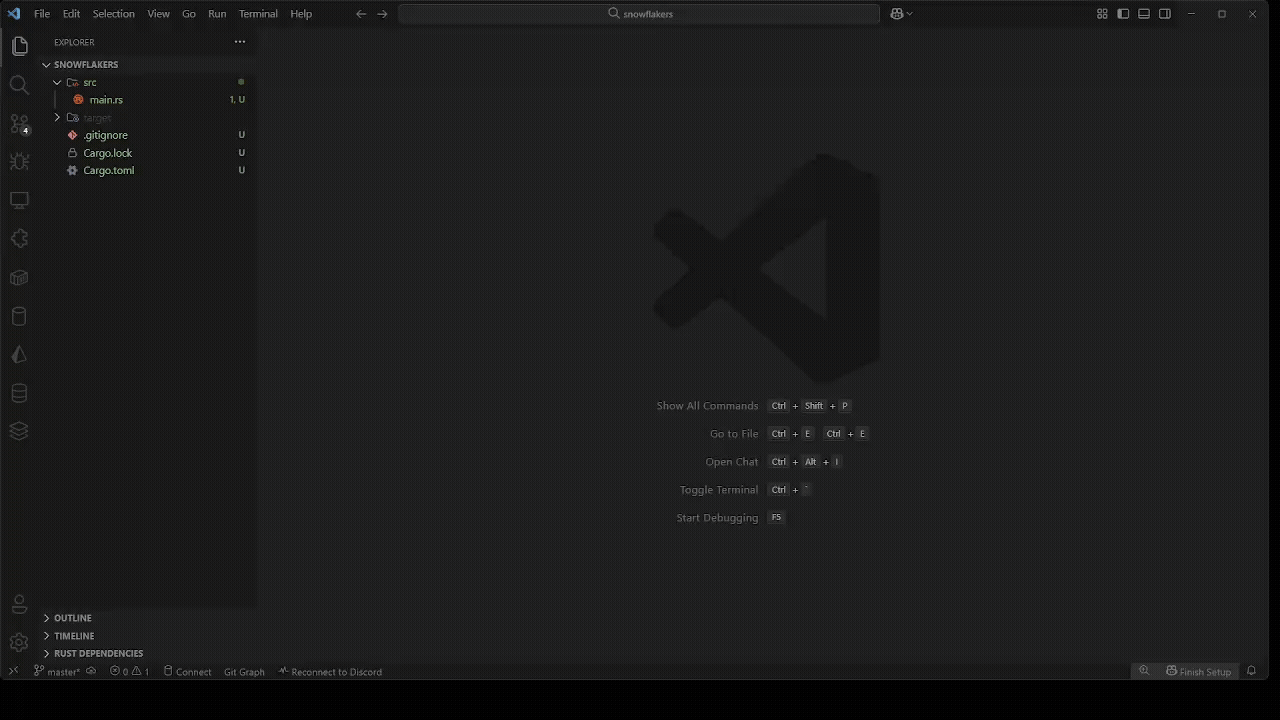 File Edit Selection View Go Run Terminal Help snowflakers
EXPLORER
SNOWFLAKERS
src
main.rs 1, U
target
.gitignore U
4
Cargo.lock U
Cargo.toml U
Show All Commands Ctrl + Shift + P
Go to File Ctrl + E Ctrl + E
Open Chat Ctrl + Alt + I
Toggle Terminal Ctrl + `
Start Debugging F5
OUTLINE
TIMELINE
RUST DEPENDENCIES
master* 0 1 Connect Git Graph Reconnect to Discord Finish Setup